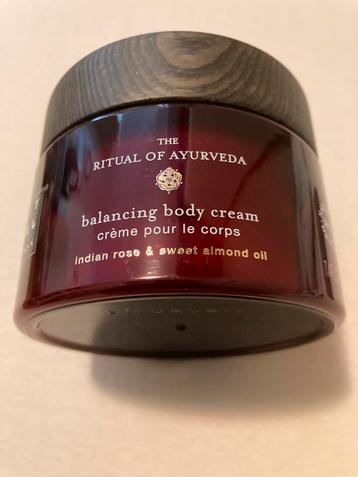 THE
RITUAL OF AYURVEDA
balancing body cream
crème pour le corps
indian rose & sweet almond oil